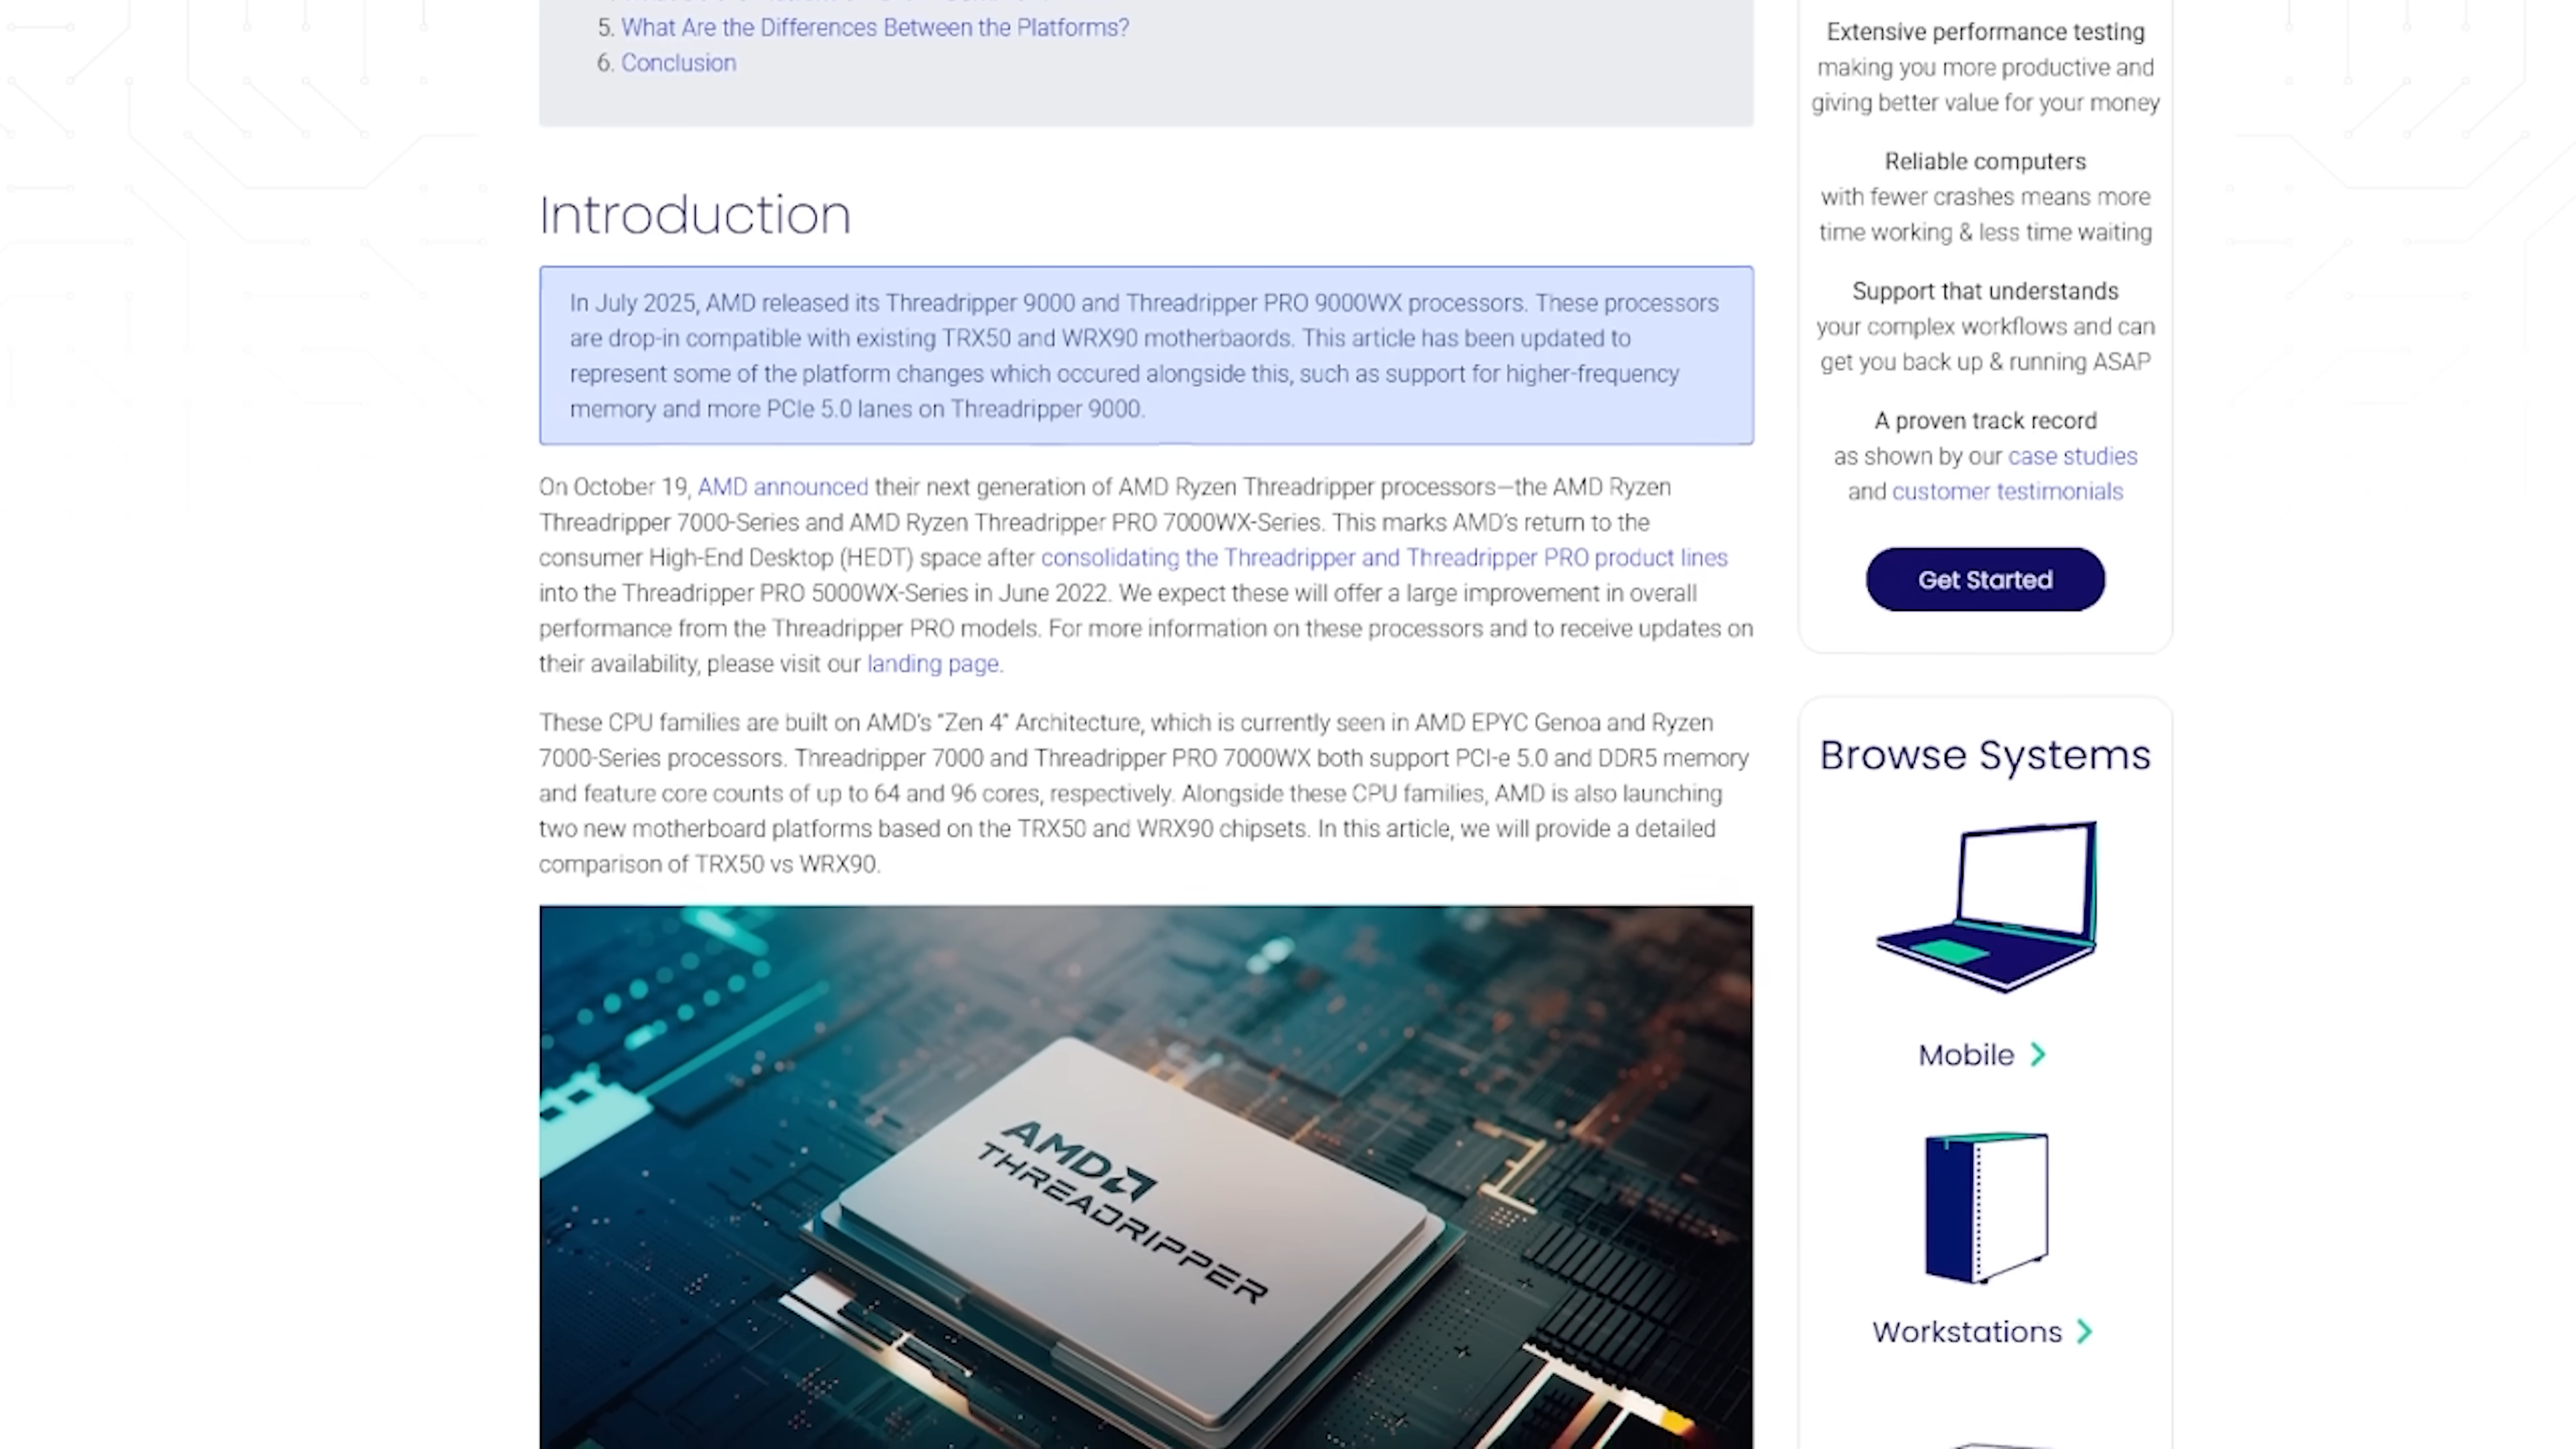 5. What Are the Differences Between the Platforms?
6. Conclusion
Introduction
In July 2025, AMD released its Threadripper 9000 and Threadripper PRO 9000WX processors. These processors
are drop-in compatible with existing TRX50 and WRX90 motherbaords. This article has been updated to
represent some of the platform changes which occured alongside this, such as support for higher-frequency
memory and more PCIe 5.0 lanes on Threadripper 9000.
On October 19, AMD announced their next generation of AMD Ryzen Threadripper processors—the AMD Ryzen
Threadripper 7000-Series and AMD Ryzen Threadripper PRO 7000WX-Series. This marks AMD's return to the
consumer High-End Desktop (HEDT) space after consolidating the Threadripper and Threadripper PRO product lines
into the Threadripper PRO 5000WX-Series in June 2022. We expect these will offer a large improvement in overall
performance from the Threadripper PRO models. For more information on these processors and to receive updates on
their availability, please visit our landing page.
These CPU families are built on AMD's "Zen 4" Architecture, which is currently seen in AMD EPYC Genoa and Ryzen
7000-Series processors. Threadripper 7000 and Threadripper PRO 7000WX both support PCI-e 5.0 and DDR5 memory
and feature core counts of up to 64 and 96 cores, respectively. Alongside these CPU families, AMD is also launching
two new motherboard platforms based on the TRX50 and WRX90 chipsets. In this article, we will provide a detailed
comparison of TRX50 vs WRX90.
AMD
THREADRIPPER
Extensive performance testing
making you more productive and
giving better value for your money
Reliable computers
with fewer crashes means more
time working & less time waiting
Support that understands
your complex workflows and can
get you back up & running ASAP
A proven track record
as shown by our case studies
and customer testimonials
Get Started
Browse Systems
Mobile
Workstations